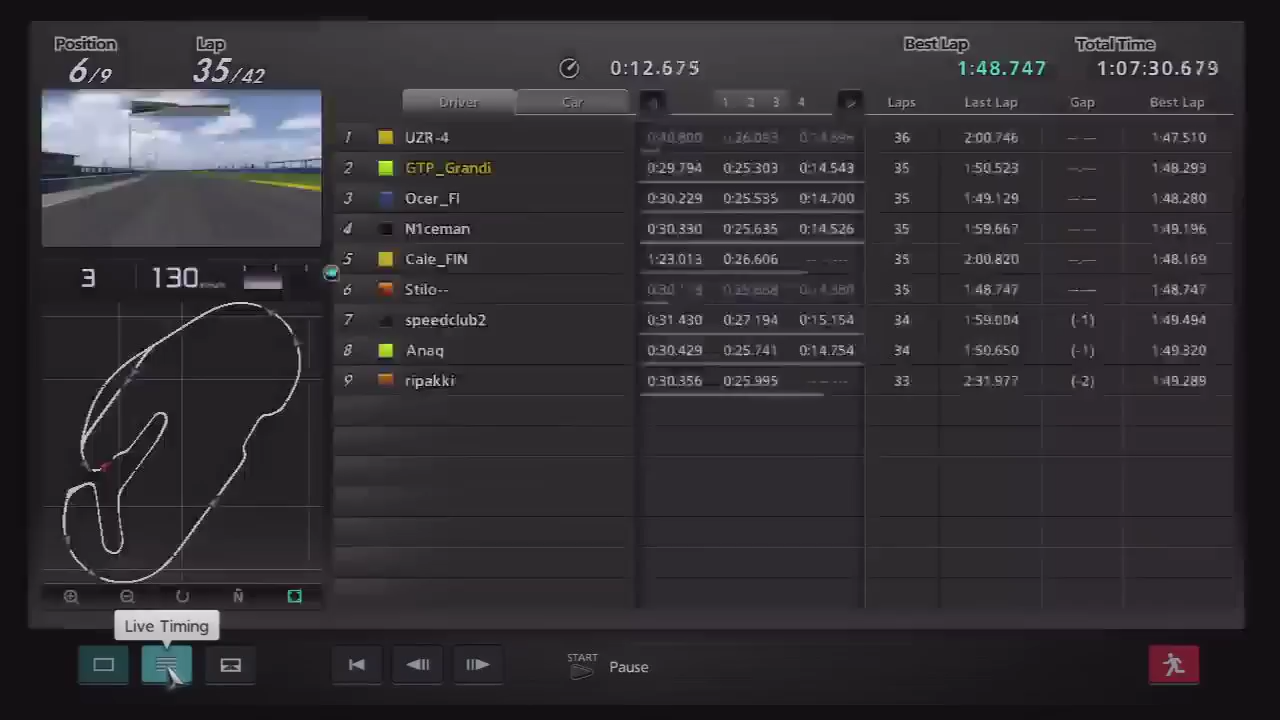 Position Lap Best Lap Total Time
6/9 35/42 0:12.675 1:48.747 1:07:30.679
Driver Car 1 2 3 4 Laps Last Lap Gap Best Lap
1 UZR-4 36 2:00.746 --.--- 1:47.510
2 GTP_Grandi 0:29.794 0:25.303 0:14.543 35 1:50.523 --.--- 1:48.293
3 Ocer_FI 0:30.229 0:25.535 0:14.700 35 1:49.129 --.--- 1:48.280
4 N1ceman 0:30.330 0:25.635 0:14.526 35 1:59.667 --.--- 1:49.196
5 Cale_FIN 1:23.013 0:26.606 --.--- 35 2:00.820 --.--- 1:48.169
6 Stilo-- 35 1:48.747 --.--- 1:48.747
7 speedclub2 0:31.430 0:27.194 0:15.154 34 1:59.004 (-1) 1:49.494
8 Anaq 0:30.429 0:25.741 0:14.754 34 1:50.650 (-1) 1:49.320
9 ripakki 0:30.356 0:25.995 --.--- 33 2:31.977 (-2) 1:49.289
3 130
N
Live Timing
START
Pause